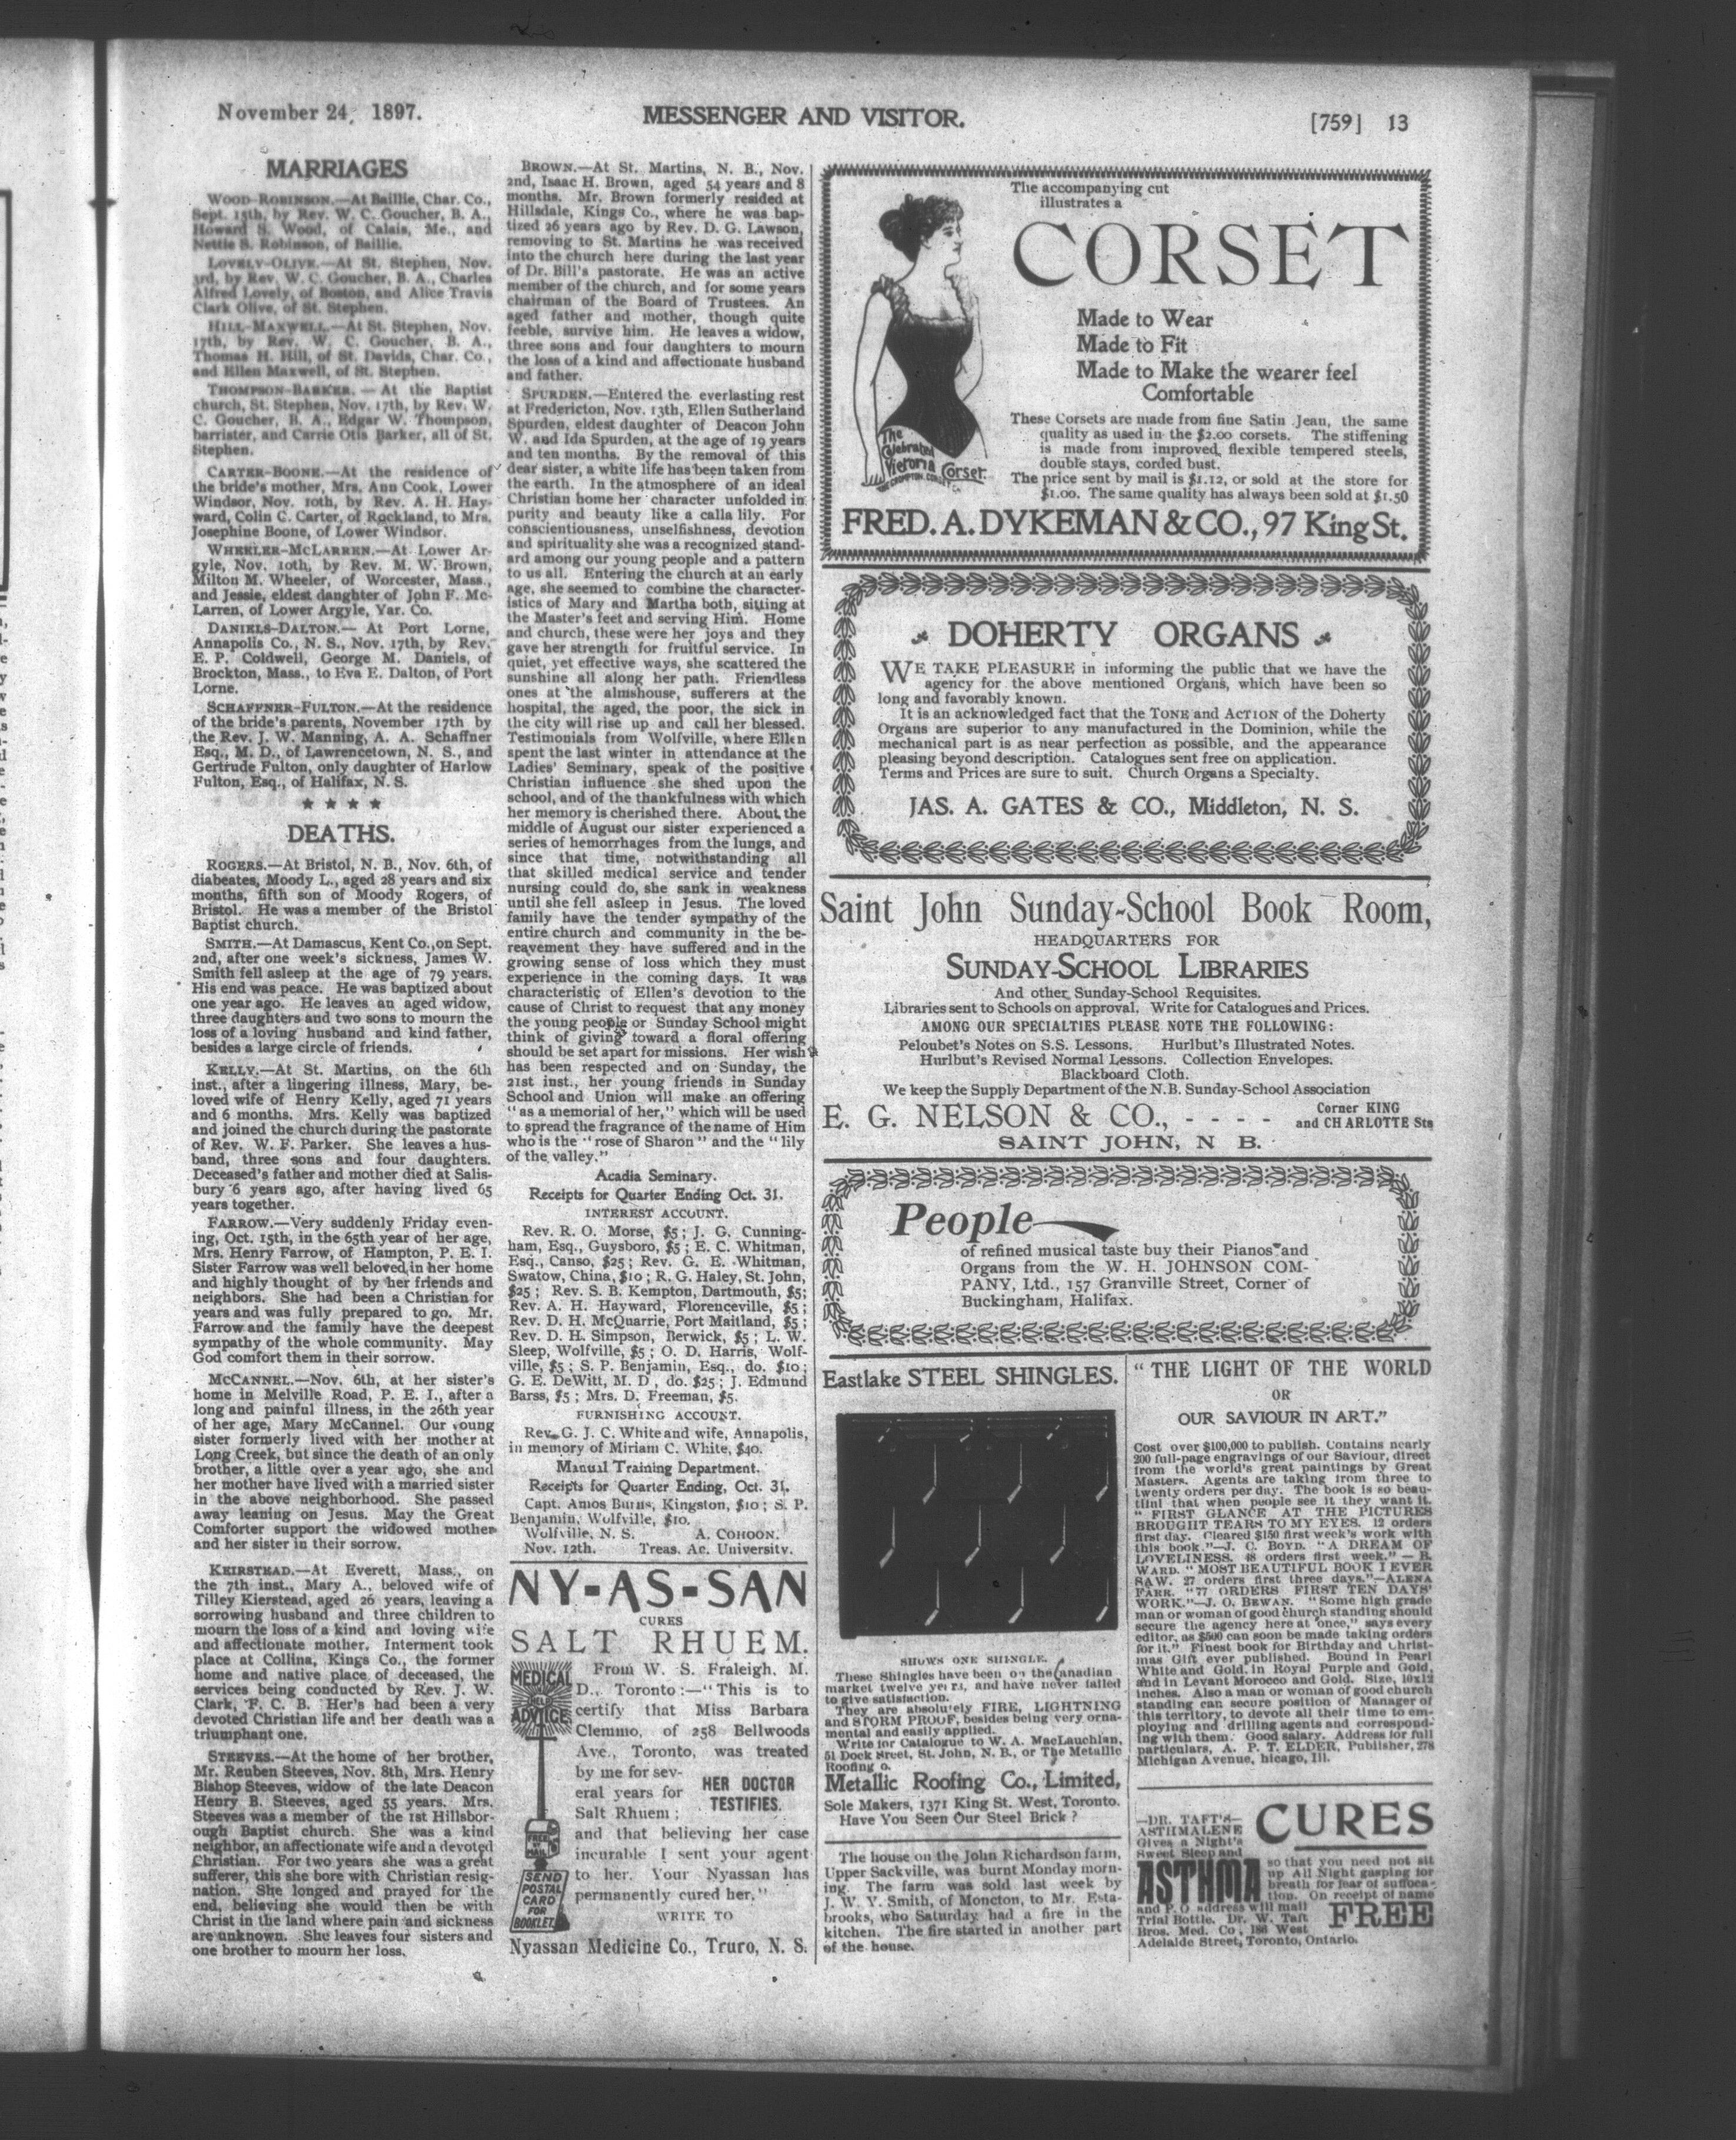 November 24, 1897.
MESSENGER AND VISITOR.
[759] 13
MARRIAGES
WOOD-ROBINSON.—At Baillie, Char. Co.,
Sept. 15th, by Rev. W. C. Goucher, B. A.,
Howard S. Wood, of Calais, Me., and
Nettie S. Robinson, of Baillie.
LOVELY-OLIVE.—At St. Stephen, Nov.
3rd, by Rev. W. C. Goucher, B. A., Charles
Alfred Lovely, of Boston, and Alice Travis
Clark Olive, of St. Stephen.
HILL-MAXWELL.—At St. Stephen, Nov.
17th, by Rev. W. C. Goucher, B. A.,
Thomas H. Hill, of St. Davids, Char. Co.,
and Ellen Maxwell, of St. Stephen.
THOMPSON-BARKER. — At the Baptist
church, St. Stephen, Nov. 17th, by Rev. W.
C. Goucher, B. A., Edgar W. Thompson,
barrister, and Carrie Otis Barker, all of St.
Stephen.
CARTER-BOONE.—At the residence of
the bride's mother, Mrs. Ann Cook, Lower
Windsor, Nov. 10th, by Rev. A. H. Hay-
ward, Colin C. Carter, of Rockland, to Mrs.
Josephine Boone, of Lower Windsor.
WHEELER-MCLARREN.—At Lower Ar-
gyle, Nov. 10th, by Rev. M. W. Brown,
Milton M. Wheeler, of Worcester, Mass.,
and Jessie, eldest daughter of John F. Mc-
Larren, of Lower Argyle, Yar. Co.
DANIELS-DALTON.— At Port Lorne,
Annapolis Co., N. S., Nov. 17th, by Rev.
E. P. Coldwell, George M. Daniels, of
Brockton, Mass., to Eva E. Dalton, of Port
Lorne.
SCHAFFNER-FULTON.—At the residence
of the bride's parents, November 17th by
the Rev. J. W. Manning, A. A. Schaffner
Esq., M. D., of Lawrencetown, N. S., and
Gertrude Fulton, only daughter of Harlow
Fulton, Esq., of Halifax, N. S.
★ ★ ★ ★
DEATHS.
ROGERS.—At Bristol, N. B., Nov. 6th, of
diabeates, Moody L., aged 28 years and six
months, fifth son of Moody Rogers, of
Bristol. He was a member of the Bristol
Baptist church.
SMITH.—At Damascus, Kent Co., on Sept.
2nd, after one week's sickness, James W.
Smith fell asleep at the age of 79 years.
His end was peace. He was baptized about
one year ago. He leaves an aged widow,
three daughters and two sons to mourn the
loss of a loving husband and kind father,
besides a large circle of friends.
KELLY.—At St. Martins, on the 6th
inst., after a lingering illness, Mary, be-
loved wife of Henry Kelly, aged 71 years
and 6 months. Mrs. Kelly was baptized
and joined the church during the pastorate
of Rev. W. F. Parker. She leaves a hus-
band, three sons and four daughters.
Deceased's father and mother died at Salis-
bury 6 years ago, after having lived 65
years together.
FARROW.—Very suddenly Friday even-
ing, Oct. 15th, in the 65th year of her age,
Mrs. Henry Farrow, of Hampton, P. E. I.
Sister Farrow was well beloved in her home
and highly thought of by her friends and
neighbors. She had been a Christian for
years and was fully prepared to go. Mr.
Farrow and the family have the deepest
sympathy of the whole community. May
God comfort them in their sorrow.
MCCANNEL.—Nov. 6th, at her sister's
home in Melville Road, P. E. I., after a
long and painful illness, in the 26th year
of her age, Mary McCannel. Our young
sister formerly lived with her mother at
Long Creek, but since the death of an only
brother, a little over a year ago, she and
her mother have lived with a married sister
in the above neighborhood. She passed
away leaning on Jesus. May the Great
Comforter support the widowed mother
and her sister in their sorrow.
KEIRSTEAD.—At Everett, Mass., on
the 7th inst., Mary A., beloved wife of
Tilley Kierstead, aged 26 years, leaving a
sorrowing husband and three children to
mourn the loss of a kind and loving wife
and affectionate mother. Interment took
place at Collina, Kings Co., the former
home and native place of deceased, the
services being conducted by Rev. J. W.
Clark, F. C. B. Her's had been a very
devoted Christian life and her death was a
triumphant one.
STEEVES.—At the home of her brother,
Mr. Reuben Steeves, Nov. 8th, Mrs. Henry
Bishop Steeves, widow of the late Deacon
Henry B. Steeves, aged 55 years. Mrs.
Steeves was a member of the 1st Hillsbor-
ough Baptist church. She was a kind
neighbor, an affectionate wife and a devoted
Christian. For two years she was a great
sufferer, this she bore with Christian resig-
nation. She longed and prayed for the
end, believing she would then be with
Christ in the land where pain and sickness
are unknown. She leaves four sisters and
one brother to mourn her loss.
BROWN.—At St. Martins, N. B., Nov.
2nd, Isaac H. Brown, aged 54 years and 8
months. Mr. Brown formerly resided at
Hillsdale, Kings Co., where he was bap-
tized 26 years ago by Rev. D. G. Lawson,
removing to St. Martins he was received
into the church here during the last year
of Dr. Bill's pastorate. He was an active
member of the church, and for some years
chairman of the Board of Trustees. An
aged father and mother, though quite
feeble, survive him. He leaves a widow,
three sons and four daughters to mourn
the loss of a kind and affectionate husband
and father.
SPURDEN.—Entered the everlasting rest
at Fredericton, Nov. 13th, Ellen Sutherland
Spurden, eldest daughter of Deacon John
W. and Ida Spurden, at the age of 19 years
and ten months. By the removal of this
dear sister, a white life has been taken from
the earth. In the atmosphere of an ideal
Christian home her character unfolded in
purity and beauty like a calla lily. For
conscientiousness, unselfishness, devotion
and spirituality she was a recognized stand-
ard among our young people and a pattern
to us all. Entering the church at an early
age, she seemed to combine the character-
istics of Mary and Martha both, sitting at
the Master's feet and serving Him. Home
and church, these were her joys and they
gave her strength for fruitful service. In
quiet, yet effective ways, she scattered the
sunshine all along her path. Friendless
ones at the almshouse, sufferers at the
hospital, the aged, the poor, the sick in
the city will rise up and call her blessed.
Testimonials from Wolfville, where Ellen
spent the last winter in attendance at the
Ladies' Seminary, speak of the positive
Christian influence she shed upon the
school, and of the thankfulness with which
her memory is cherished there. About the
middle of August our sister experienced a
series of hemorrhages from the lungs, and
since that time, notwithstanding all
that skilled medical service and tender
nursing could do, she sank in weakness
until she fell asleep in Jesus. The loved
family have the tender sympathy of the
entire church and community in the be-
reavement they have suffered and in the
growing sense of loss which they must
experience in the coming days. It was
characteristic of Ellen's devotion to the
cause of Christ to request that any money
the young people or Sunday School might
think of giving toward a floral offering
should be set apart for missions. Her wish
has been respected and on Sunday, the
21st inst., her young friends in Sunday
School and Union will make an offering
"as a memorial of her," which will be used
to spread the fragrance of the name of Him
who is the "rose of Sharon" and the "lily
of the valley."
Acadia Seminary.
Receipts for Quarter Ending Oct. 31.
INTEREST ACCOUNT.
Rev. R. O. Morse, $5; J. G. Cunning-
ham, Esq., Guysboro, $5; E. C. Whitman,
Esq., Canso, $25; Rev. G. E. Whitman,
Swatow, China, $10; R. G. Haley, St. John,
$25; Rev. S. B. Kempton, Dartmouth, $5;
Rev. A. H. Hayward, Florenceville, $5;
Rev. D. H. McQuarrie, Port Maitland, $5;
Rev. D. H. Simpson, Berwick, $5; L. W.
Sleep, Wolfville, $5; O. D. Harris, Wolf-
ville, $5; S. P. Benjamin, Esq., do. $10;
G. E. DeWitt, M. D, do. $25; J. Edmund
Barss, $5; Mrs. D. Freeman, $5.
FURNISHING ACCOUNT.
Rev. G. J. C. White and wife, Annapolis,
in memory of Miriam C. White, $40.
Manual Training Department.
Receipts for Quarter Ending, Oct. 31.
Capt. Amos Burns, Kingston, $10; S. P.
Benjamin, Wolfville, $10.
Wolfville, N. S. A. COHOON.
Nov. 12th. Treas. Ac. University.
NY-AS-SAN
CURES
SALT RHUEM.
MEDICAL
HELP
ADVICE
FREE
BY
MAIL
SEND
POSTAL
CARD
FOR
BOOKLET.
From W. S. Fraleigh, M.
D., Toronto:—"This is to
certify that Miss Barbara
Clemmo, of 258 Bellwoods
Ave., Toronto, was treated
by me for sev-
eral years for
Salt Rhuem;
HER DOCTOR
TESTIFIES.
and that believing her case
incurable I sent your agent
to her. Your Nyassan has
permanently cured her."
WRITE TO
Nyassan Medicine Co., Truro, N. S.
The accompanying cut
illustrates a
CORSET
Made to Wear
Made to Fit
Made to Make the wearer feel
Comfortable
The
Celebrated
Victoria Corset.
THE CROMPTON CORSET Co.
These Corsets are made from fine Satin Jean, the same
quality as used in the $2.00 corsets. The stiffening
is made from improved, flexible tempered steels,
double stays, corded bust.
The price sent by mail is $1.12, or sold at the store for
$1.00. The same quality has always been sold at $1.50
FRED. A. DYKEMAN & CO., 97 King St.
DOHERTY ORGANS
WE TAKE PLEASURE in informing the public that we have the
agency for the above mentioned Organs, which have been so
long and favorably known.
It is an acknowledged fact that the TONE and ACTION of the Doherty
Organs are superior to any manufactured in the Dominion, while the
mechanical part is as near perfection as possible, and the appearance
pleasing beyond description. Catalogues sent free on application.
Terms and Prices are sure to suit. Church Organs a Specialty.
JAS. A. GATES & CO., Middleton, N. S.
Saint John Sunday-School Book Room,
HEADQUARTERS FOR
SUNDAY-SCHOOL LIBRARIES
And other Sunday-School Requisites.
Libraries sent to Schools on approval. Write for Catalogues and Prices.
AMONG OUR SPECIALTIES PLEASE NOTE THE FOLLOWING:
Peloubet's Notes on S.S. Lessons. Hurlbut's Illustrated Notes.
Hurlbut's Revised Normal Lessons. Collection Envelopes.
Blackboard Cloth.
We keep the Supply Department of the N.B. Sunday-School Association
E. G. NELSON & CO., - - - - Corner KING
and CHARLOTTE Sts
SAINT JOHN, N B.
People
of refined musical taste buy their Pianos and
Organs from the W. H. JOHNSON COM-
PANY, Ltd., 157 Granville Street, Corner of
Buckingham, Halifax.
Eastlake STEEL SHINGLES.
SHOWS ONE SHINGLE.
These Shingles have been on the Canadian
market twelve years, and have never failed
to give satisfaction.
They are absolutely FIRE, LIGHTNING
and STORM PROOF, besides being very orna-
mental and easily applied.
Write for Catalogue to W. A. MacLauchlan,
51 Dock Sreet, St. John, N. B., or The Metallic
Roofing o.
Metallic Roofing Co., Limited,
Sole Makers, 1371 King St. West, Toronto.
Have You Seen Our Steel Brick?
The house on the John Richardson farm,
Upper Sackville, was burnt Monday morn-
ing. The farm was sold last week by
J. W. Y. Smith, of Moncton, to Mr. Esta-
brooks, who Saturday had a fire in the
kitchen. The fire started in another part
of the house.
"THE LIGHT OF THE WORLD
OR
OUR SAVIOUR IN ART."
Cost over $100,000 to publish. Contains nearly
200 full-page engravings of our Saviour, direct
from the world's great paintings by Great
Masters. Agents are taking from three to
twenty orders per day. The book is so beau-
tiful that when people see it they want it.
"FIRST GLANCE AT THE PICTURES
BROUGHT TEARS TO MY EYES. 12 orders
first day. Cleared $150 first week's work with
this book."—J. C. BOYD. "A DREAM OF
LOVELINESS. 48 orders first week." — B.
WARD. "MOST BEAUTIFUL BOOK I EVER
SAW. 27 orders first three days."—ALENA
FARR. "77 ORDERS FIRST TEN DAYS'
WORK."—J. O. BEWAN. "Some high grade
man or woman of good church standing should
secure the agency here at once," says every
editor, as $500 can soon be made taking orders
for it." Finest book for Birthday and Christ-
mas Gift ever published. Bound in Pearl
White and Gold, in Royal Purple and Gold,
and in Levant Morocco and Gold. Size, 10x12
inches. Also a man or woman of good church
standing can secure position of Manager of
this territory, to devote all their time to em-
ploying and drilling agents and correspond-
ing with them. Good salary. Address for full
particulars, A. P. T. ELDER, Publisher, 278
Michigan Avenue, hicago, Ill.
—DR. TAFT'S—
ASTHMALENE
CURES
Gives a Night's
Sweet Sleep and
ASTHMA
so that you need not sit
up All Night gasping for
breath for fear of suffoca-
tion. On receipt of name
and P. O address will mail
Trial Bottle. Dr. W. Taft
FREE
Bros. Med. Co, 186 West
Adelaide Street, Toronto, Ontario.